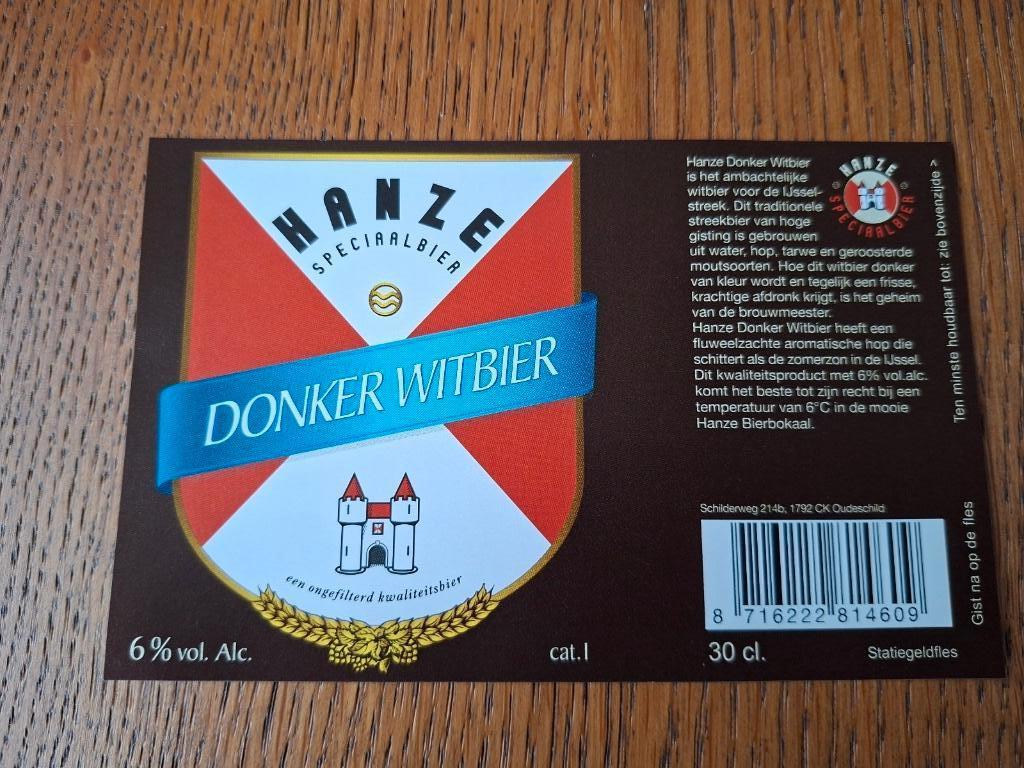 HANZE
SPECIAALBIER
DONKER WITBIER
een ongefilterd kwaliteitsbier
6% vol. Alc.
cat.I
Hanze Donker Witbier
is het ambachtelijke
witbier voor de IJssel-
streek. Dit traditionele
streekbier van hoge
gisting is gebrouwen
uit water, hop, tarwe en geroosterde
moutsoorten. Hoe dit witbier donker
van kleur wordt en tegelijk een frisse,
krachtige afdronk krijgt, is het geheim
van de brouwmeester.
Hanze Donker Witbier heeft een
fluweelzachte aromatische hop die
schittert als de zomerzon in de IJssel.
Dit kwaliteitsproduct met 6% vol.alc.
komt het beste tot zijn recht bij een
temperatuur van 6°C in de mooie
Hanze Bierbokaal.
HANZE
SPECIAALBIER
Ten minste houdbaar tot: zie bovenzijde >
Schilderweg 214b, 1792 CK Oudeschild
8 716222 814609
Gist na op de fles
30 cl.
Statiegeldfles